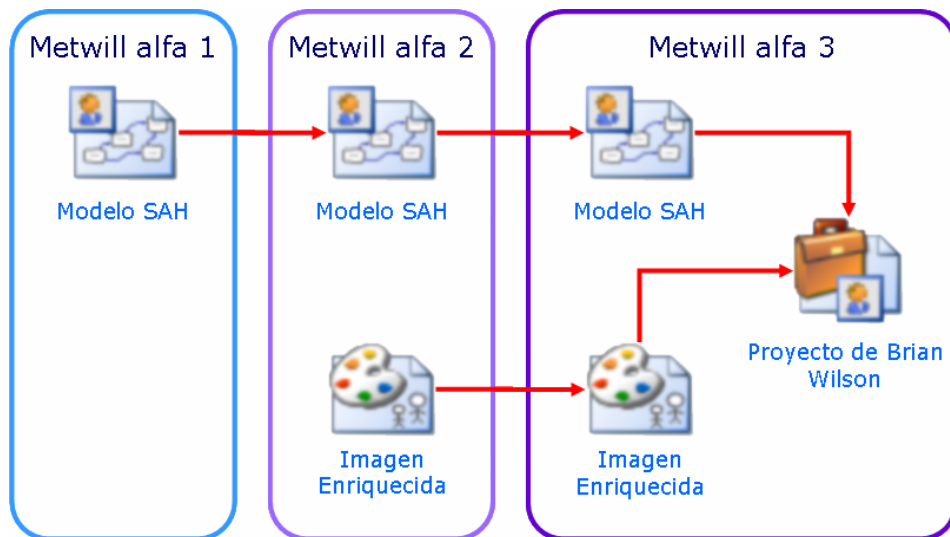 Metwill alfa 1
Metwill alfa 2
Metwill alfa 3
Modelo SAH
Modelo SAH
Modelo SAH
Proyecto de Brian
Wilson
Imagen
Enriquecida
Imagen
Enriquecida